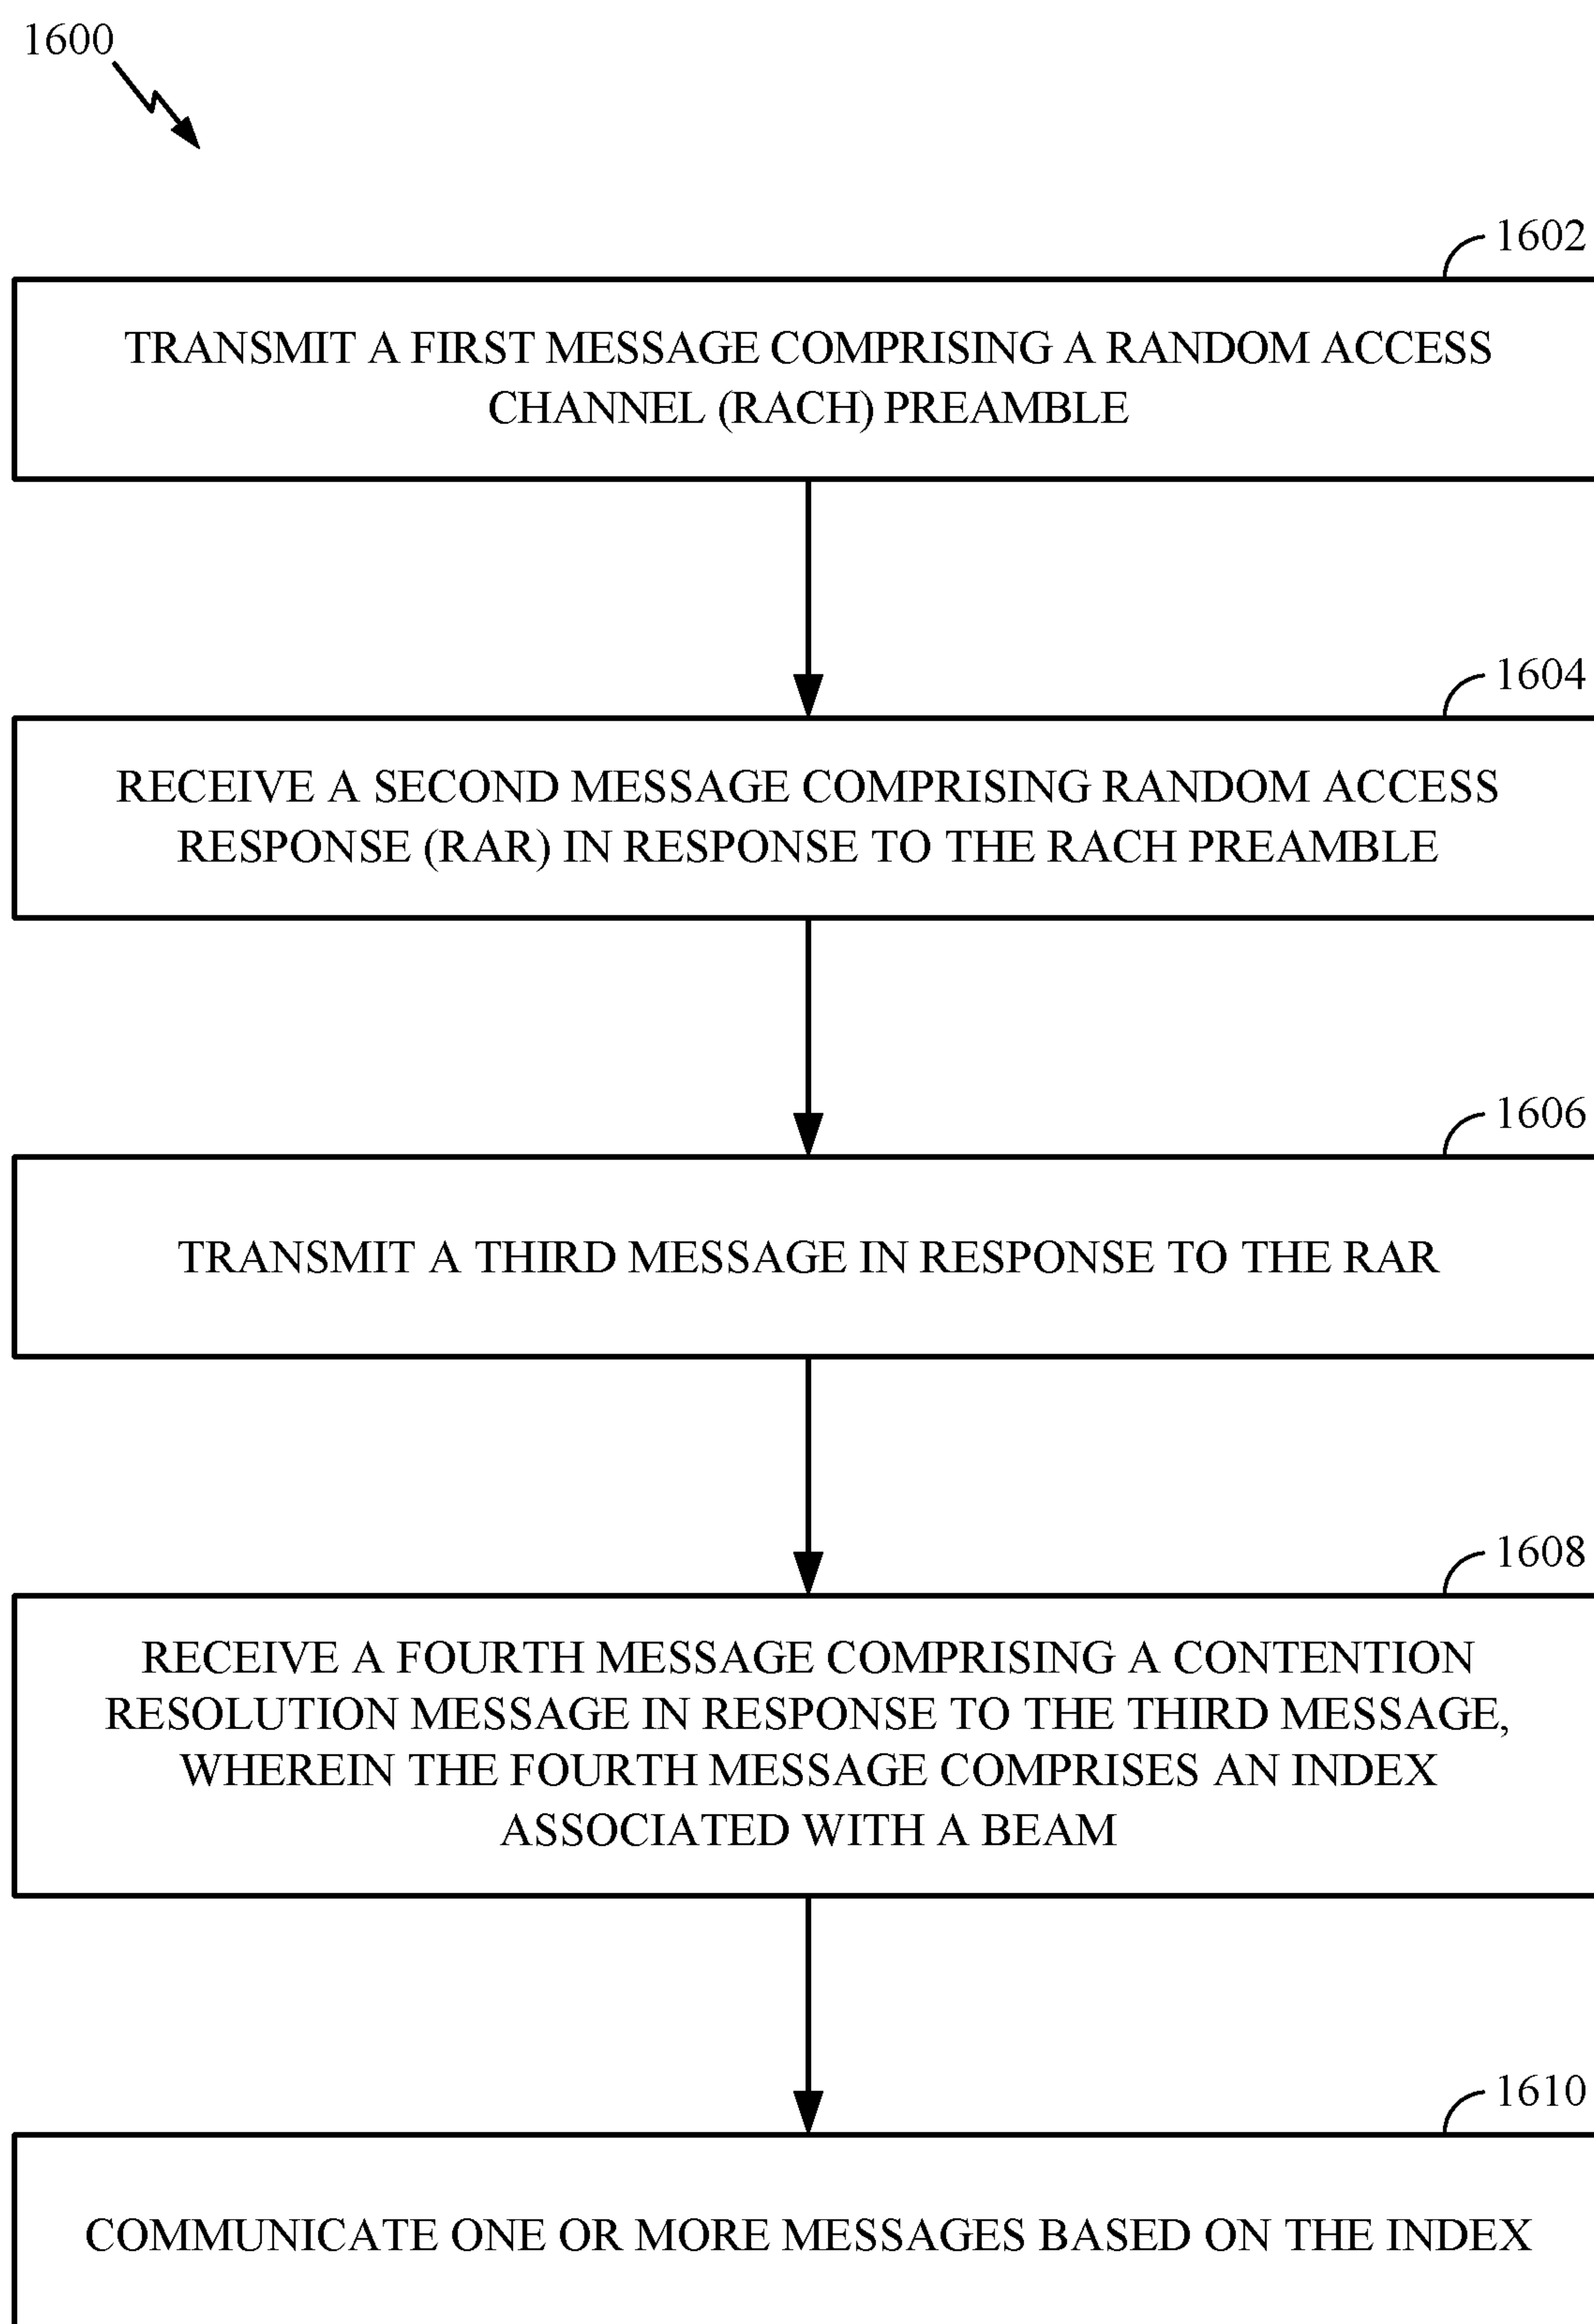 1600
1602
TRANSMIT A FIRST MESSAGE COMPRISING A RANDOM ACCESS
CHANNEL (RACH) PREAMBLE
1604
RECEIVE A SECOND MESSAGE COMPRISING RANDOM ACCESS
RESPONSE (RAR) IN RESPONSE TO THE RACH PREAMBLE
1606
TRANSMIT A THIRD MESSAGE IN RESPONSE TO THE RAR
1608
RECEIVE A FOURTH MESSAGE COMPRISING A CONTENTION
RESOLUTION MESSAGE IN RESPONSE TO THE THIRD MESSAGE,
WHEREIN THE FOURTH MESSAGE COMPRISES AN INDEX
ASSOCIATED WITH A BEAM
1610
COMMUNICATE ONE OR MORE MESSAGES BASED ON THE INDEX